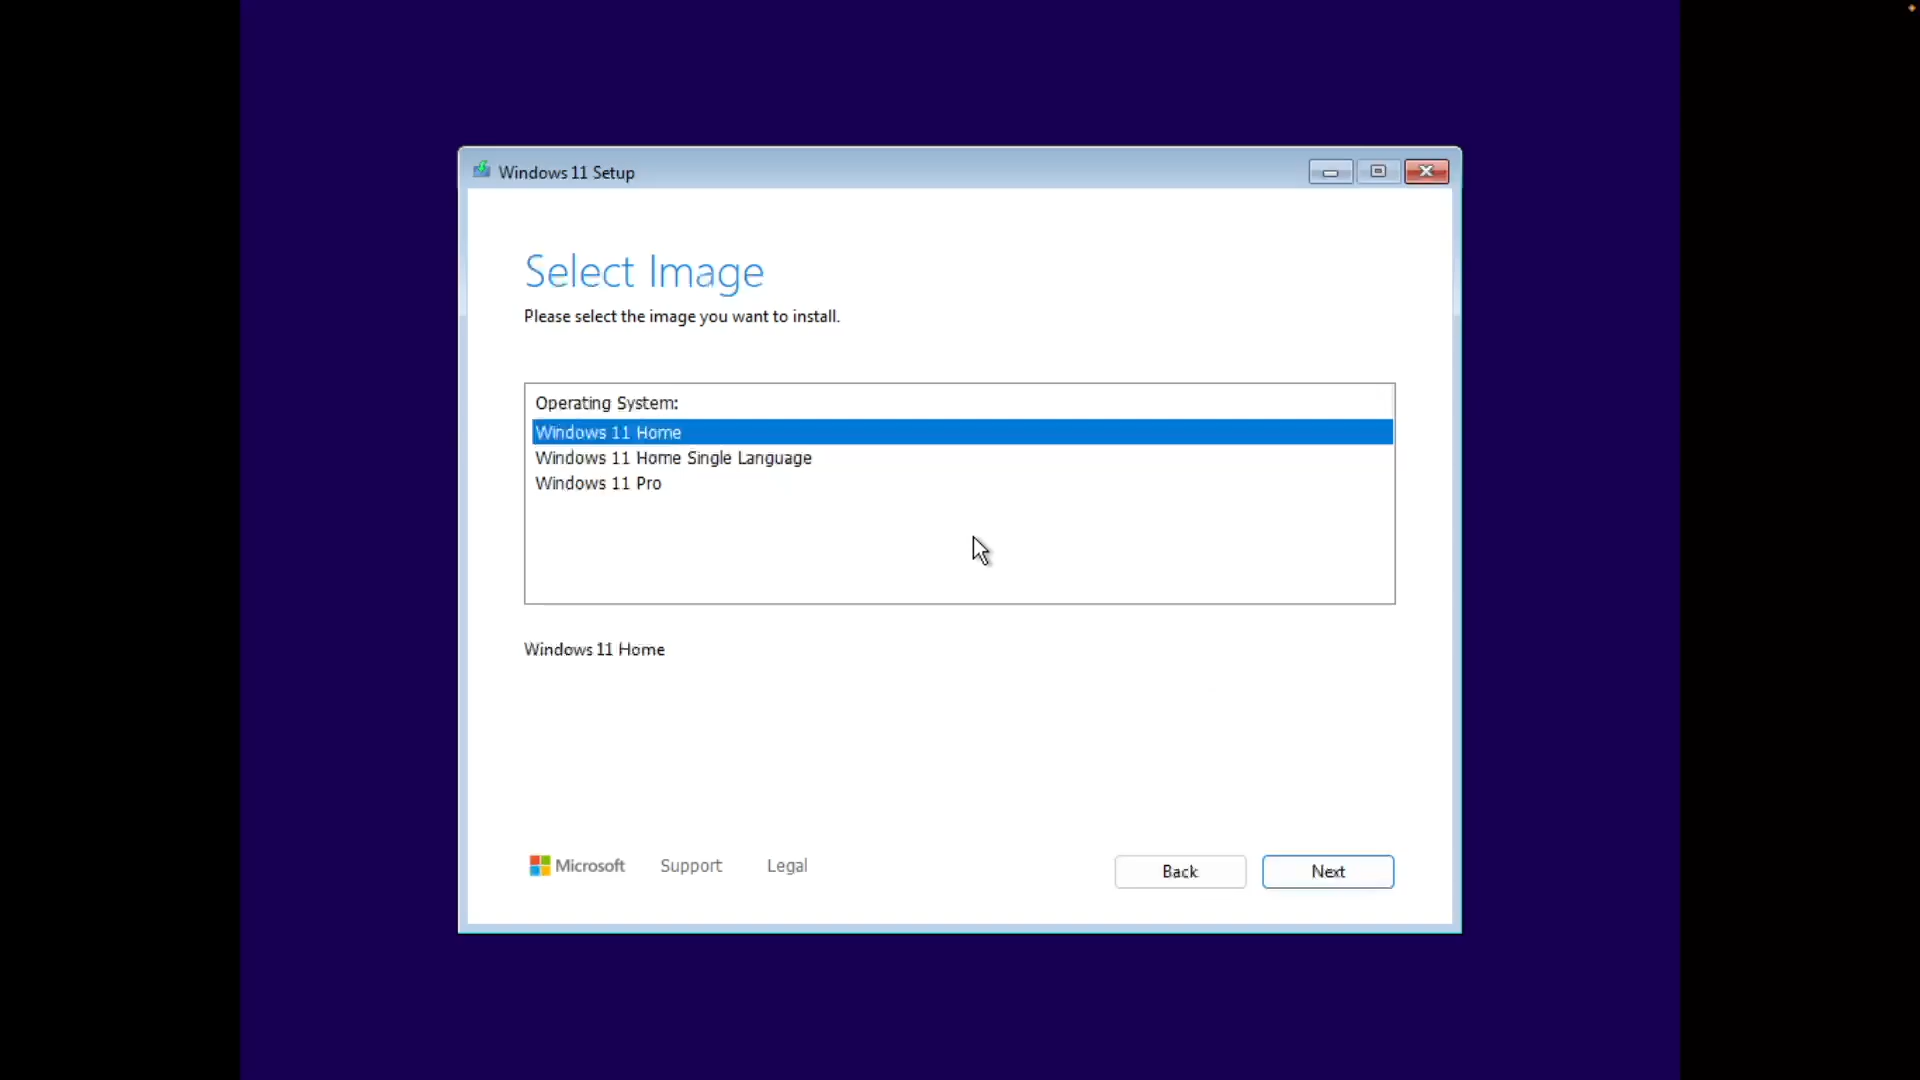 Windows 11 Setup
Select Image
Please select the image you want to install.
Operating System:
Windows 11 Home
Windows 11 Home Single Language
Windows 11 Pro
Windows 11 Home
Microsoft Support Legal
Back Next